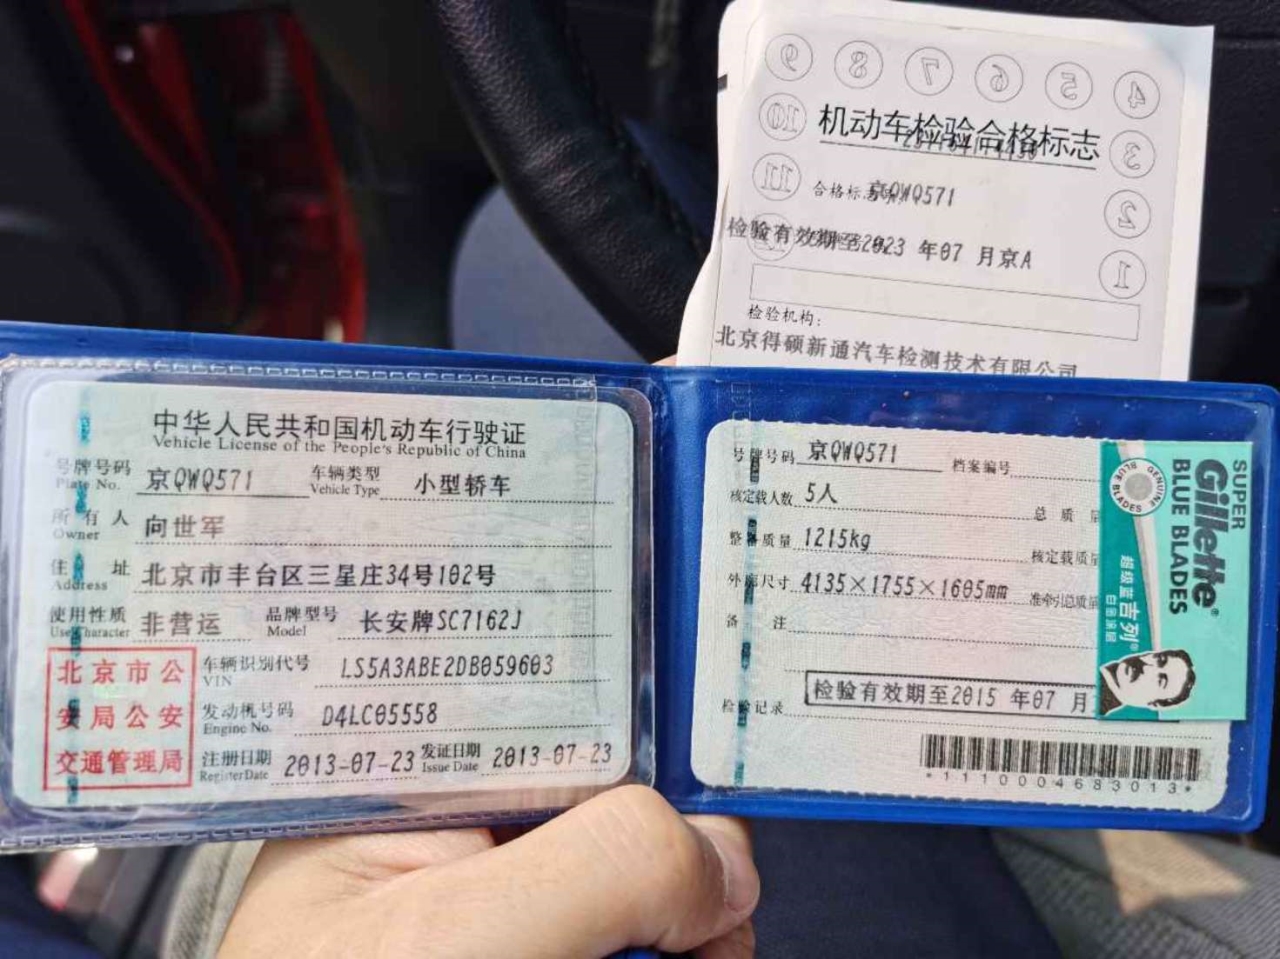 9 8 7 6 5 4
10 机动车检验合格标志 3
11 京QWQ571 2
检验有效期至2023 年07 月京A
1
检验机构:
北京得硕新通汽车检测技术有限公司
中华人民共和国机动车行驶证
Vehicle License of the People's Republic of China
号牌号码 京QWQ571 车辆类型 小型轿车
Plate No. Vehicle Type
所有人 向世军
Owner
住址 北京市丰台区三星庄34号102号
Address
使用性质 非营运 品牌型号 长安牌SC7162J
Use Character Model
北京市公
安局公安
交通管理局
车辆识别代号 LS5A3ABE2DB059603
VIN
发动机号码 D4LC05558
Engine No.
注册日期 2013-07-23 发证日期 2013-07-23
Register Date Issue Date
号牌号码 京QWQ571 档案编号
核定载人数 5人 总质量
整备质量 1215kg 核定载质量
外廓尺寸 4135×1755×1605mm 准牵引总质量
备注
检验有效期至2015 年07 月
检验记录
*1110004683013*
SUPER
Gillette®
BLUE BLADES
GENUINE
BLUE BLADES
超级蓝吉列®